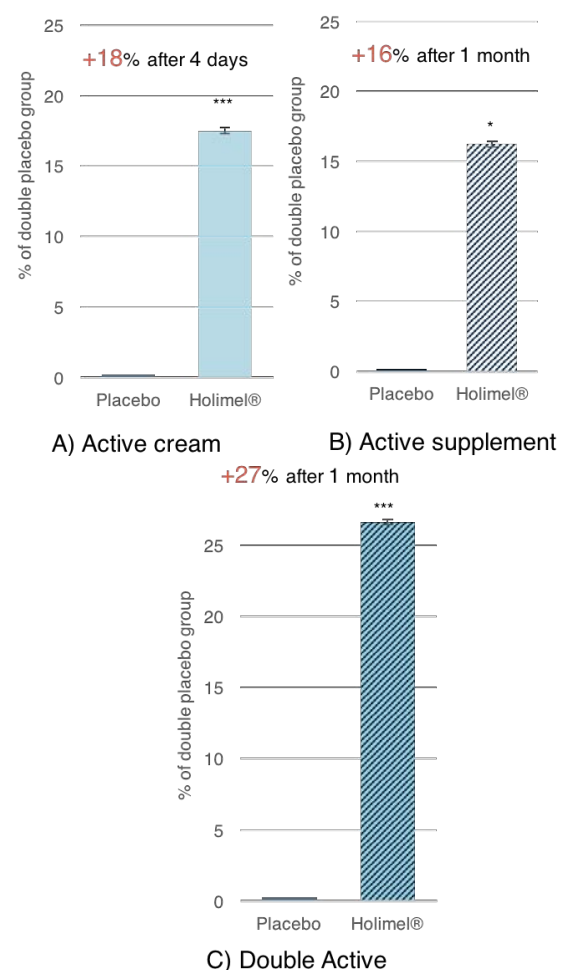 25
+18% after 4 days
***
20
15
10
5
0
% of double placebo group
Placebo Holimel®
A) Active cream
25
+16% after 1 month
20
*
15
10
5
0
% of double placebo group
Placebo Holimel®
B) Active supplement
+27% after 1 month
***
25
20
15
10
5
0
% of double placebo group
Placebo Holimel®
C) Double Active